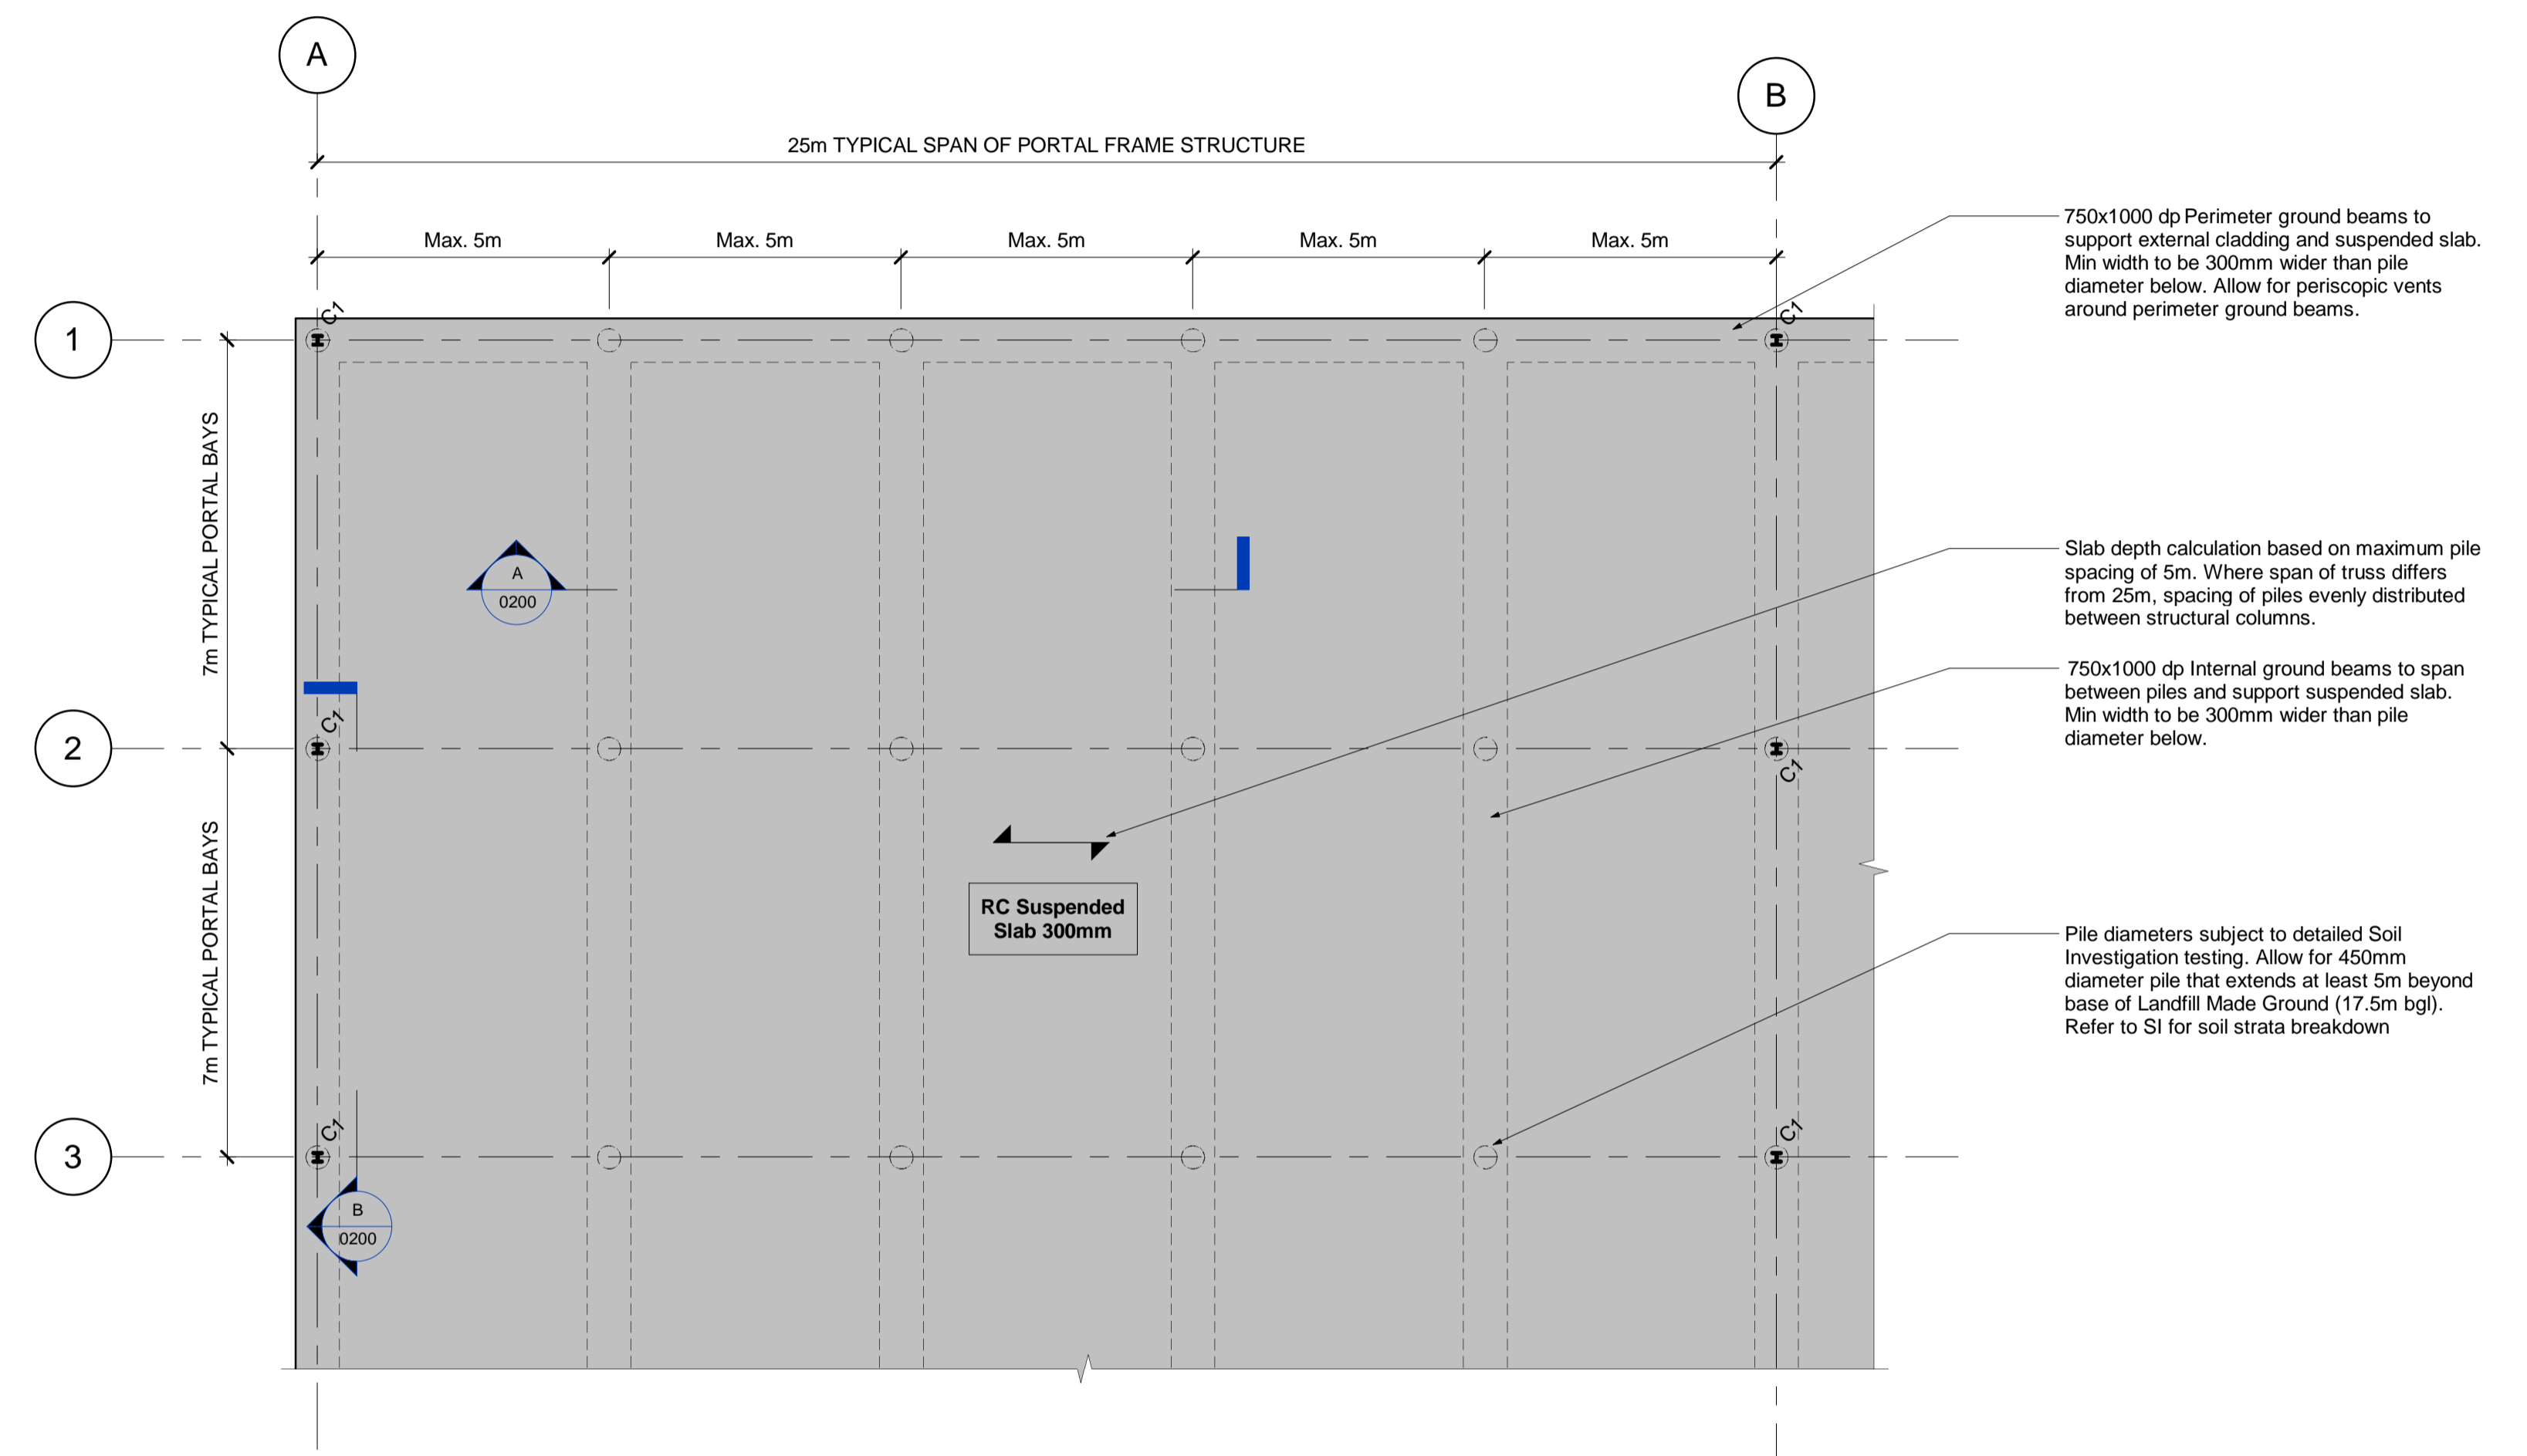 A
B
25m TYPICAL SPAN OF PORTAL FRAME STRUCTURE
Max. 5m
Max. 5m
Max. 5m
Max. 5m
Max. 5m
750x1000 dp Perimeter ground beams to
support external cladding and suspended slab.
Min width to be 300mm wider than pile
diameter below. Allow for periscopic vents
around perimeter ground beams.
1
C1
C1
7m TYPICAL PORTAL BAYS
A
0200
Slab depth calculation based on maximum pile
spacing of 5m. Where span of truss differs
from 25m, spacing of piles evenly distributed
between structural columns.
750x1000 dp Internal ground beams to span
between piles and support suspended slab.
Min width to be 300mm wider than pile
diameter below.
2
C1
C1
7m TYPICAL PORTAL BAYS
RC Suspended
Slab 300mm
Pile diameters subject to detailed Soil
Investigation testing. Allow for 450mm
diameter pile that extends at least 5m beyond
base of Landfill Made Ground (17.5m bgl).
Refer to SI for soil strata breakdown
3
C1
C1
B
0200